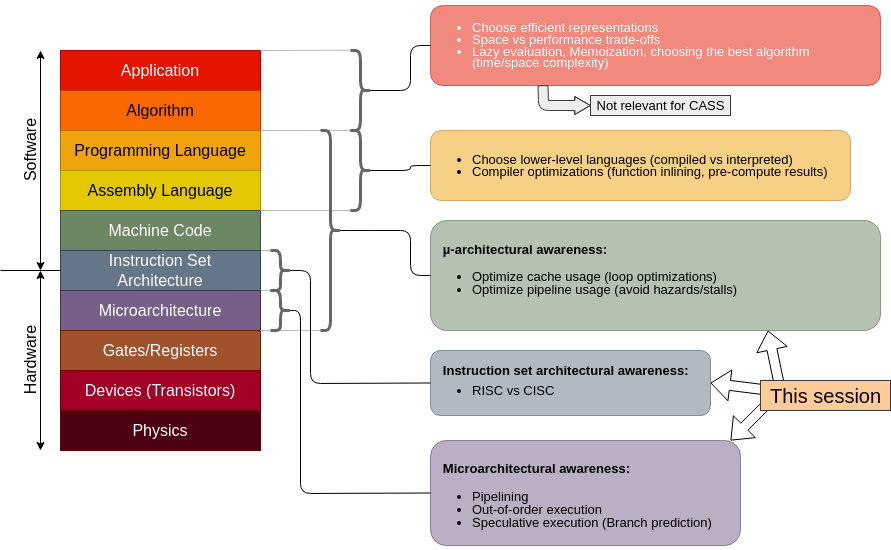 Software
Hardware
Application
Algorithm
Programming Language
Assembly Language
Machine Code
Instruction Set
Architecture
Microarchitecture
Gates/Registers
Devices (Transistors)
Physics
• Choose efficient representations
• Space vs performance trade-offs
• Lazy evaluation, Memoization, choosing the best algorithm
(time/space complexity)
Not relevant for CASS
• Choose lower-level languages (compiled vs interpreted)
• Compiler optimizations (function inlining, pre-compute results)
µ-architectural awareness:
• Optimize cache usage (loop optimizations)
• Optimize pipeline usage (avoid hazards/stalls)
Instruction set architectural awareness:
• RISC vs CISC
This session
Microarchitectural awareness:
• Pipelining
• Out-of-order execution
• Speculative execution (Branch prediction)